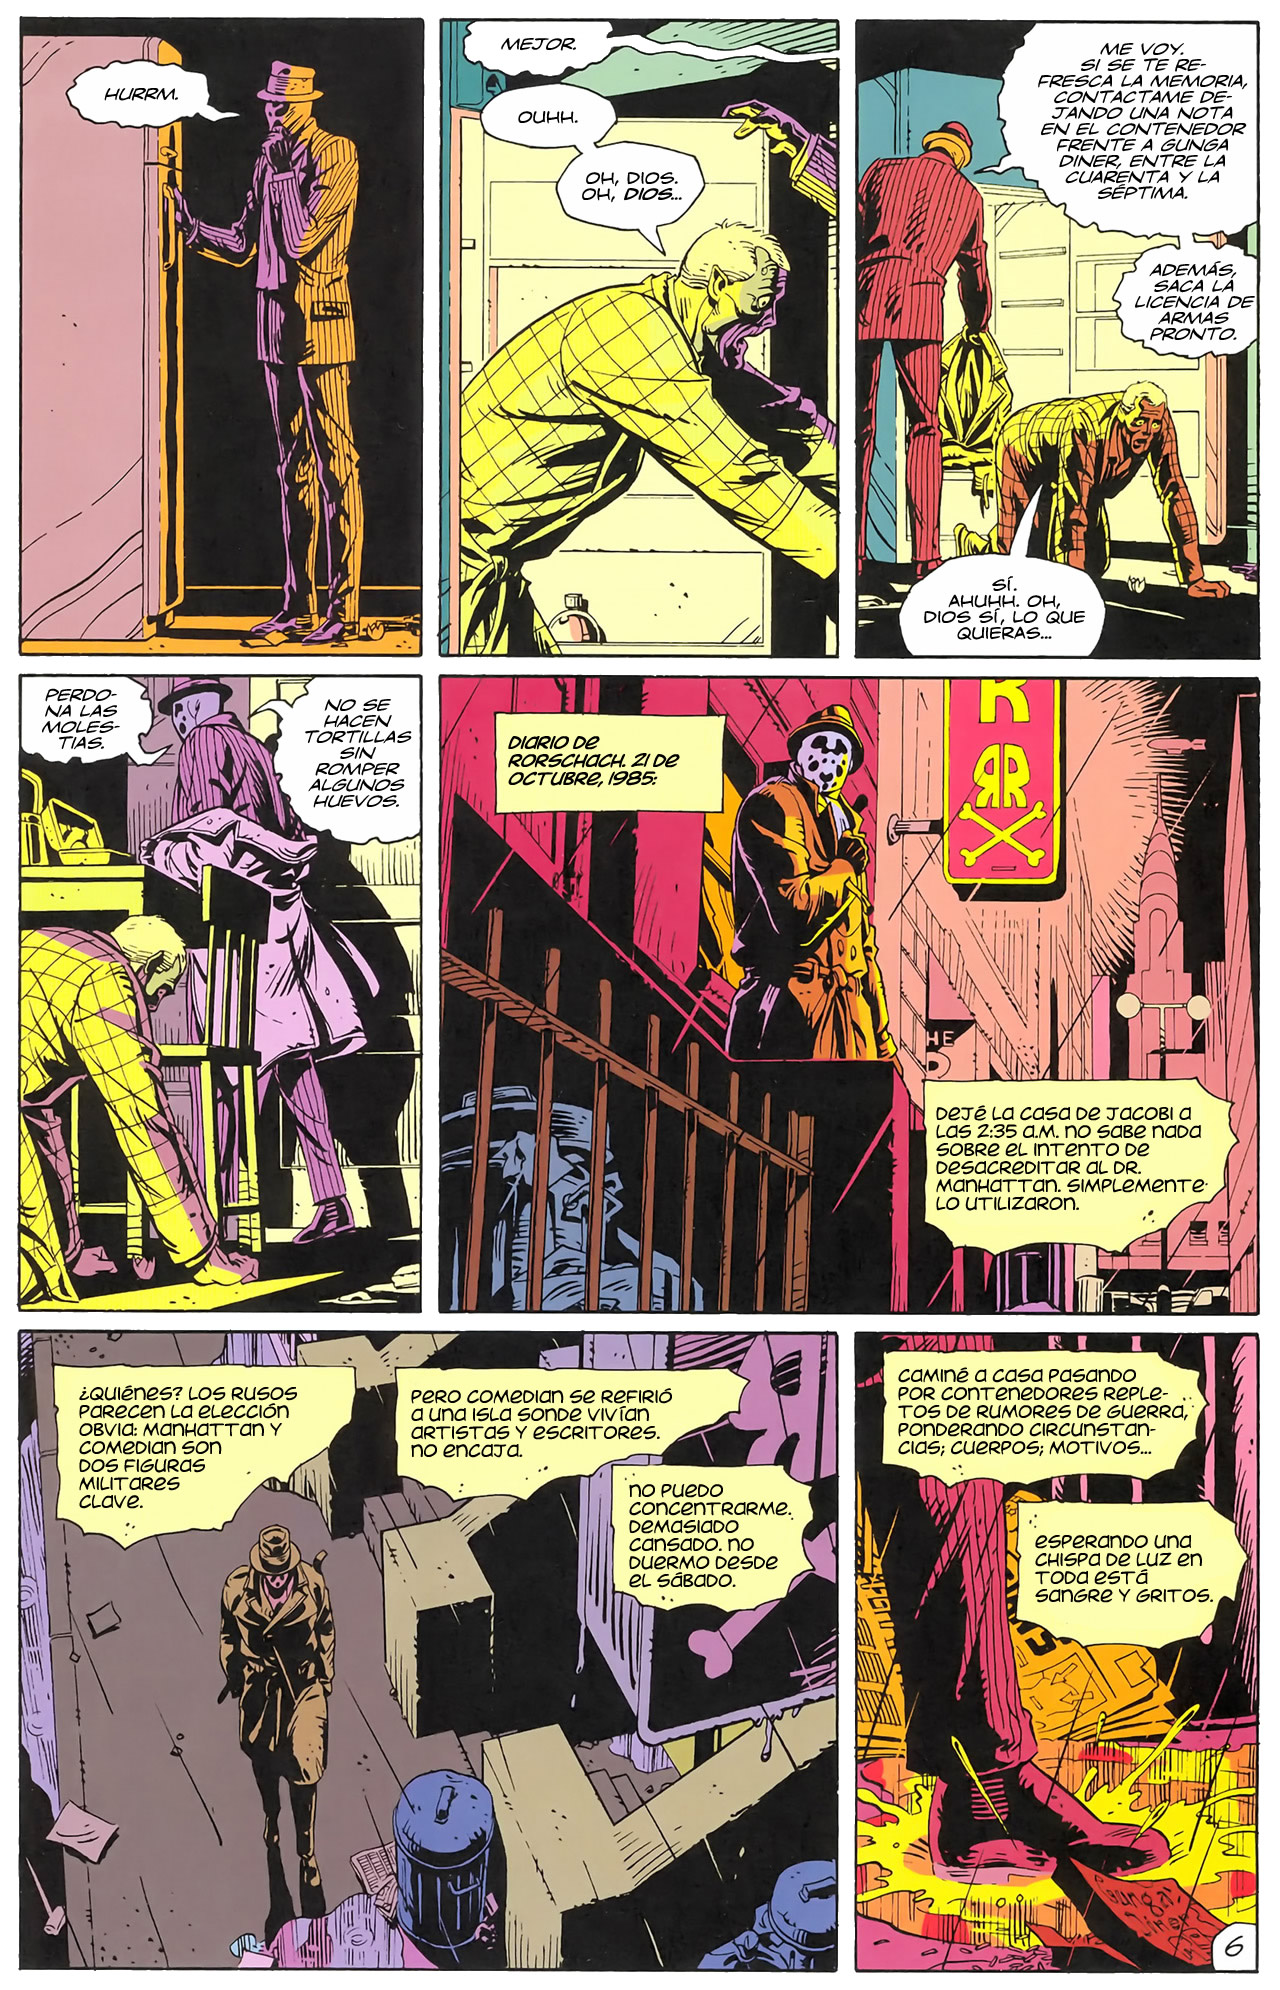 HURRM.
MEJOR.
OUHH.
OH, DIOS.
OH, DIOS...
ME VOY.
SI SE TE RE-
FRESCA LA MEMORIA,
CONTACTAME DE-
JANDO UNA NOTA
EN EL CONTENEDOR
FRENTE A GUNGA
DINER, ENTRE LA
CUARENTA Y LA
SÉPTIMA.
ADEMÁS,
SACA LA
LICENCIA DE
ARMAS
PRONTO.
SÍ.
AHUHH. OH,
DIOS SÍ, LO QUE
QUIERAS...
PERDO-
NA LAS
MOLES-
TIAS.
NO SE
HACEN
TORTILLAS
SIN
ROMPER
ALGUNOS
HUEVOS.
DIARIO DE
RORSCHACH. 21 DE
OCTUBRE, 1985:
R
RR
THE
DEJÉ LA CASA DE JACOBI A
LAS 2:35 A.M. NO SABE NADA
SOBRE EL INTENTO DE
DESACREDITAR AL DR.
MANHATTAN. SIMPLEMENTE
LO UTILIZARON.
¿QUIÉNES? LOS RUSOS
PARECEN LA ELECCIÓN
OBVIA: MANHATTAN Y
COMEDIAN SON
DOS FIGURAS
MILITARES
CLAVE.
PERO COMEDIAN SE REFIRIÓ
A UNA ISLA SONDE VIVÍAN
ARTISTAS Y ESCRITORES.
NO ENCAJA.
NO PUEDO
CONCENTRARME.
DEMASIADO
CANSADO. NO
DUERMO DESDE
EL SÁBADO.
CAMINÉ A CASA PASANDO
POR CONTENEDORES REPLE-
TOS DE RUMORES DE GUERRA,
PONDERANDO CIRCUNSTAN-
CIAS; CUERPOS; MOTIVOS...
ESPERANDO UNA
CHISPA DE LUZ EN
TODA ESTÁ
SANGRE Y GRITOS.
Gunga
6